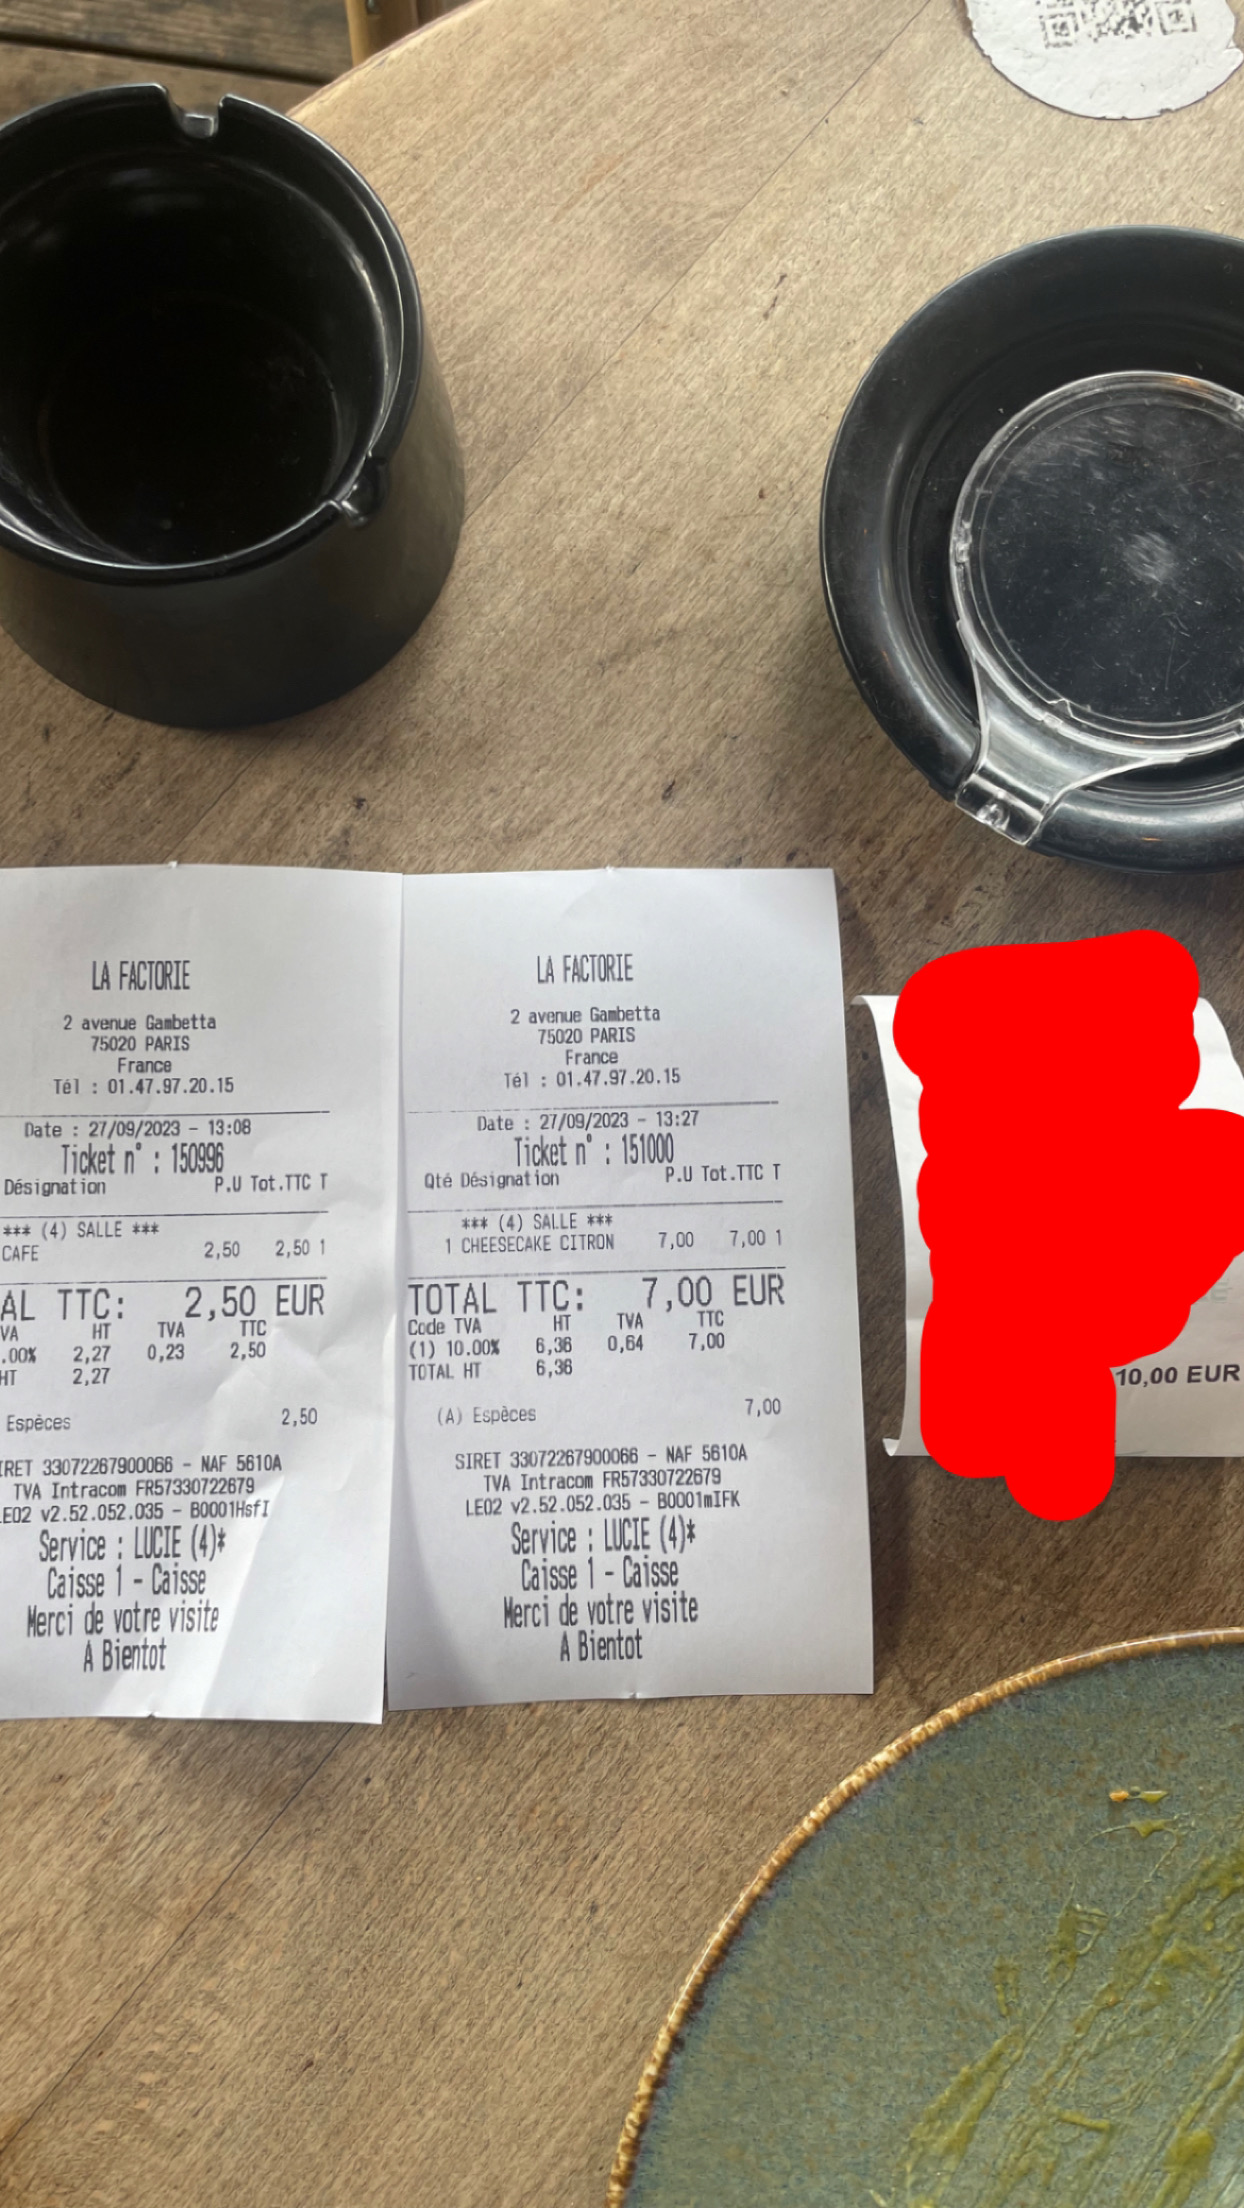 LA FACTORIE
2 avenue Gambetta
75020 PARIS
France
Tél : 01.47.97.20.15
Date : 27/09/2023 - 13:08
Ticket n° : 150996
Désignation P.U Tot.TTC T
*** (4) SALLE ***
CAFE 2,50 2,50 1
AL TTC: 2,50 EUR
VA HT TVA TTC
.00% 2,27 0,23 2,50
HT 2,27
Espèces 2,50
IRET 33072267900066 - NAF 5610A
TVA Intracom FR57330722679
LEO2 v2.52.052.035 - B0001HsfI
Service : LUCIE (4)*
Caisse 1 - Caisse
Merci de votre visite
A Bientot
LA FACTORIE
2 avenue Gambetta
75020 PARIS
France
Tél : 01.47.97.20.15
Date : 27/09/2023 - 13:27
Ticket n° : 151000
Qté Désignation P.U Tot.TTC T
*** (4) SALLE ***
1 CHEESECAKE CITRON 7,00 7,00 1
TOTAL TTC: 7,00 EUR
Code TVA HT TVA TTC
(1) 10.00% 6,36 0,64 7,00
TOTAL HT 6,36
(A) Espèces 7,00
SIRET 33072267900066 - NAF 5610A
TVA Intracom FR57330722679
LEO2 v2.52.052.035 - B0001mIFK
Service : LUCIE (4)*
Caisse 1 - Caisse
Merci de votre visite
A Bientot
10,00 EUR